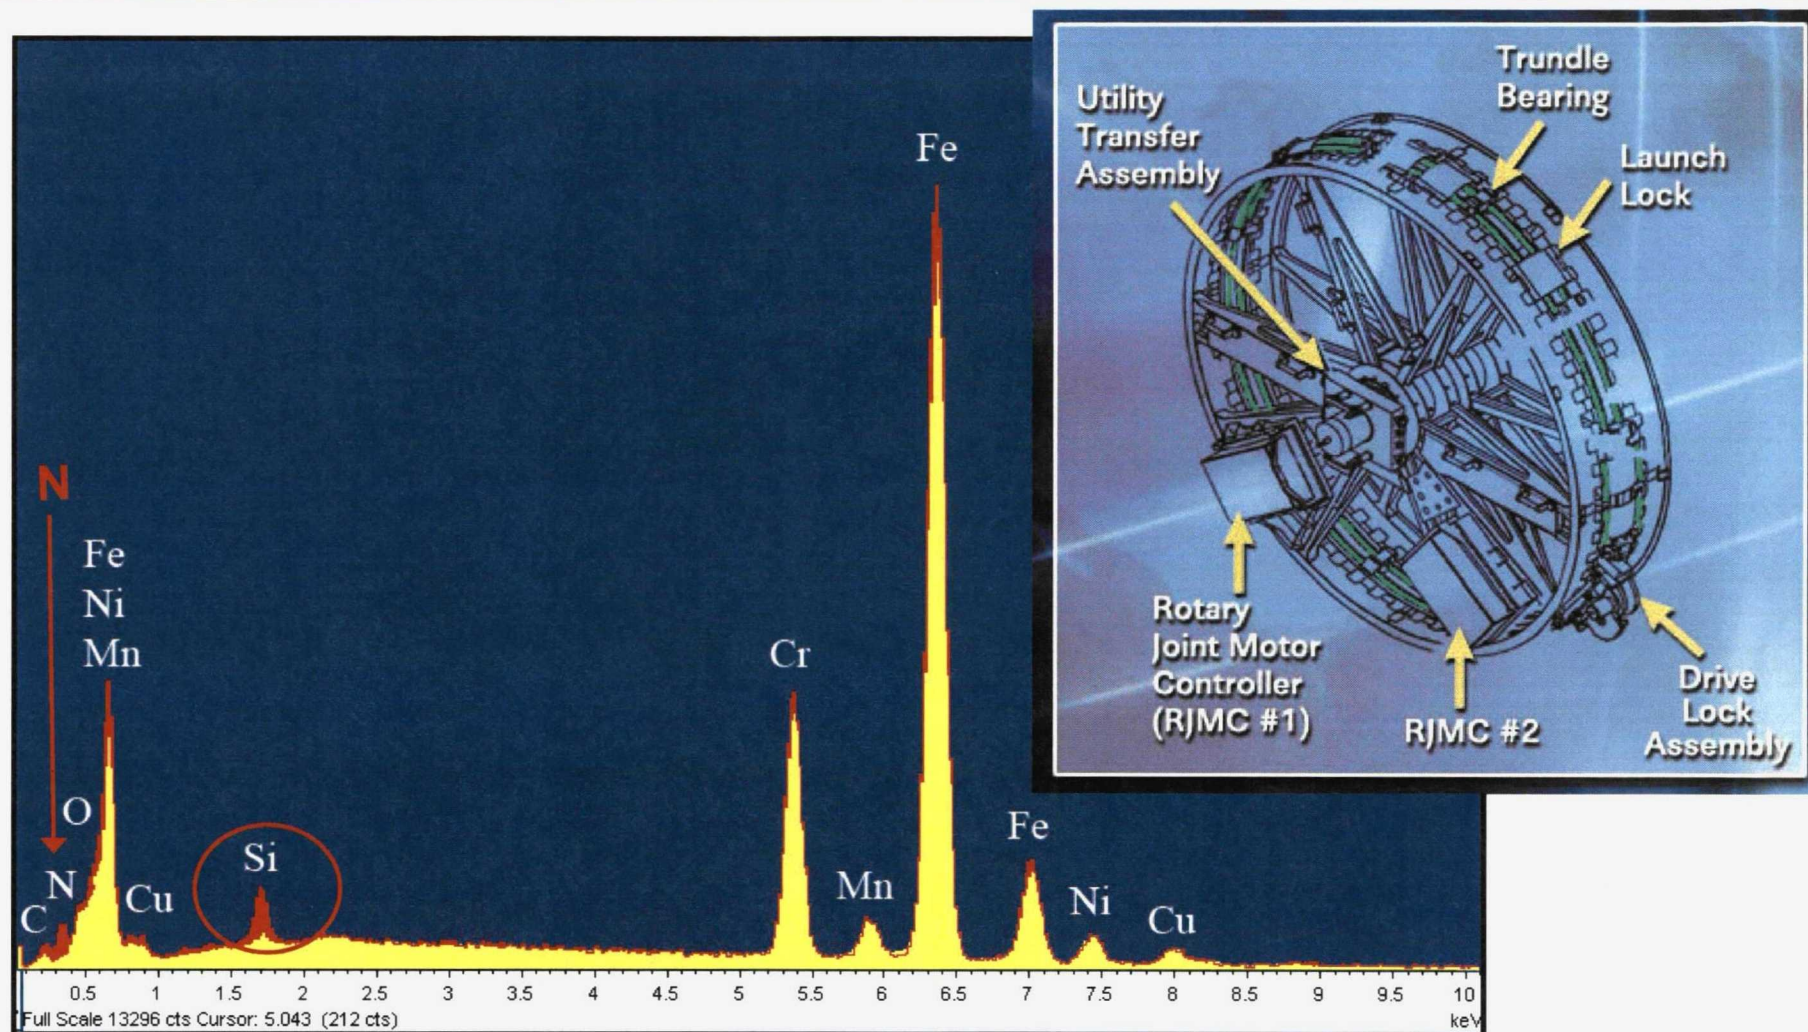 N
Fe
Ni
Mn
O
N
C
Cu
Si
Cr
Mn
Fe
Fe
Ni
Cu
0.5 1 1.5 2 2.5 3 3.5 4 4.5 5 5.5 6 6.5 7 7.5 8 8.5 9 9.5 10
Full Scale 13296 cts Cursor: 5.043 (212 cts)
keV
Utility
Transfer
Assembly
Trundle
Bearing
Launch
Lock
Rotary
Joint Motor
Controller
(RJMC #1)
RJMC #2
Drive
Lock
Assembly